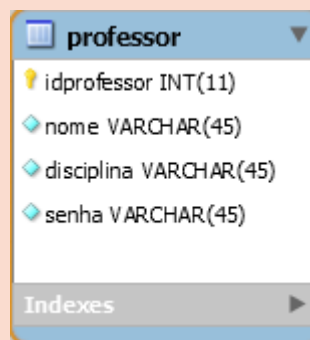 professor
idprofessor INT(11)
nome VARCHAR(45)
disciplina VARCHAR(45)
senha VARCHAR(45)
Indexes